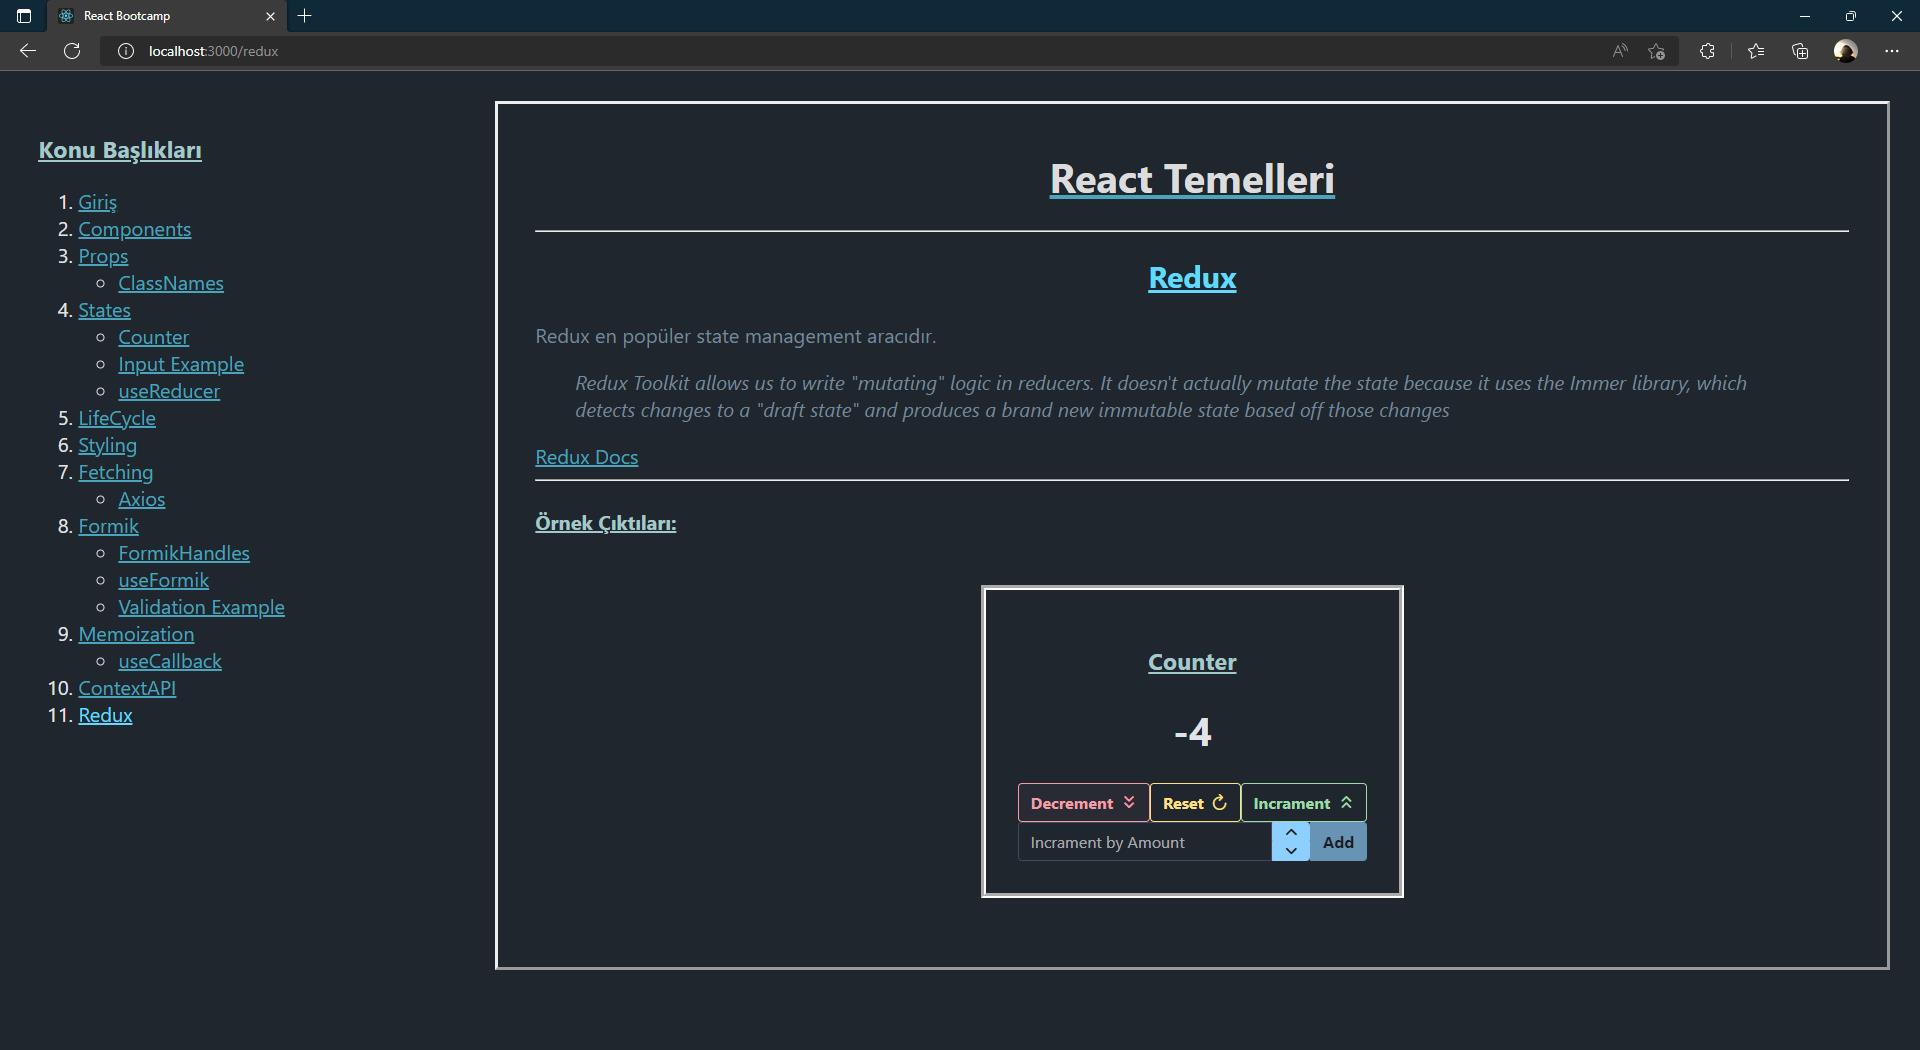 React Bootcamp
localhost:3000/redux
Konu Başlıkları
1. Giriş
2. Components
3. Props
ClassNames
4. States
Counter
Input Example
useReducer
5. LifeCycle
6. Styling
7. Fetching
Axios
8. Formik
FormikHandles
useFormik
Validation Example
9. Memoization
useCallback
10. ContextAPI
11. Redux
React Temelleri
Redux
Redux en popüler state management aracıdır.
Redux Toolkit allows us to write "mutating" logic in reducers. It doesn't actually mutate the state because it uses the Immer library, which
detects changes to a "draft state" and produces a brand new immutable state based off those changes
Redux Docs
Örnek Çıktıları:
Counter
-4
Decrement Reset Incrament
Incrament by Amount Add